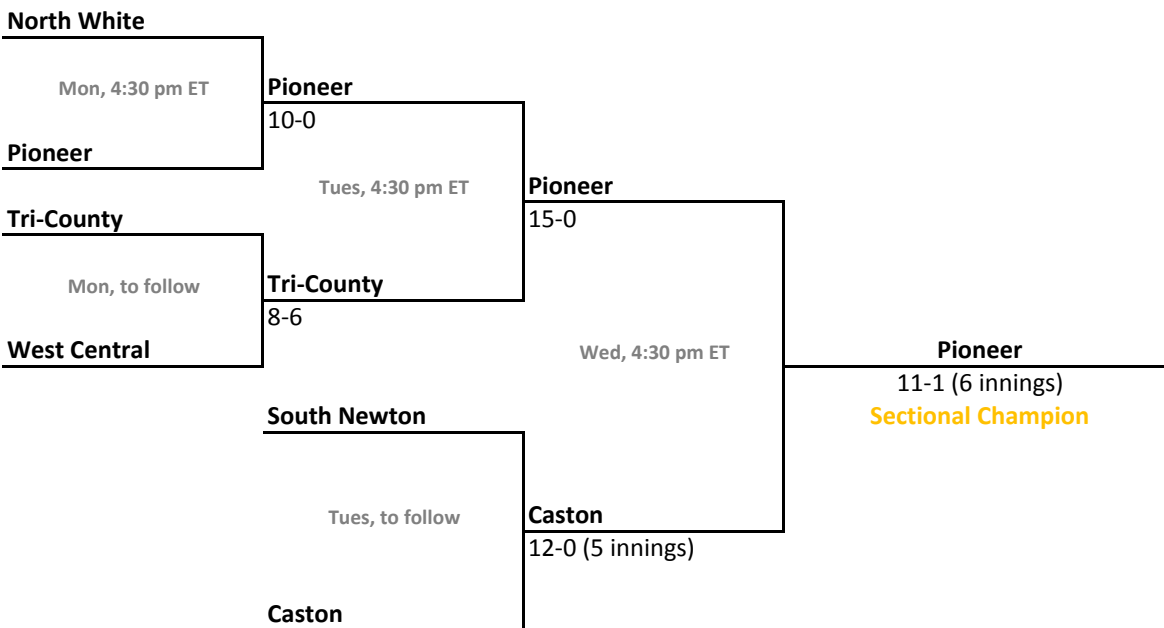 North White
Mon, 4:30 pm ET
Pioneer
10-0
Pioneer
Tues, 4:30 pm ET
Pioneer
15-0
Tri-County
Mon, to follow
Tri-County
8-6
West Central
Wed, 4:30 pm ET
Pioneer
11-1 (6 innings)
Sectional Champion
South Newton
Tues, to follow
Caston
12-0 (5 innings)
Caston